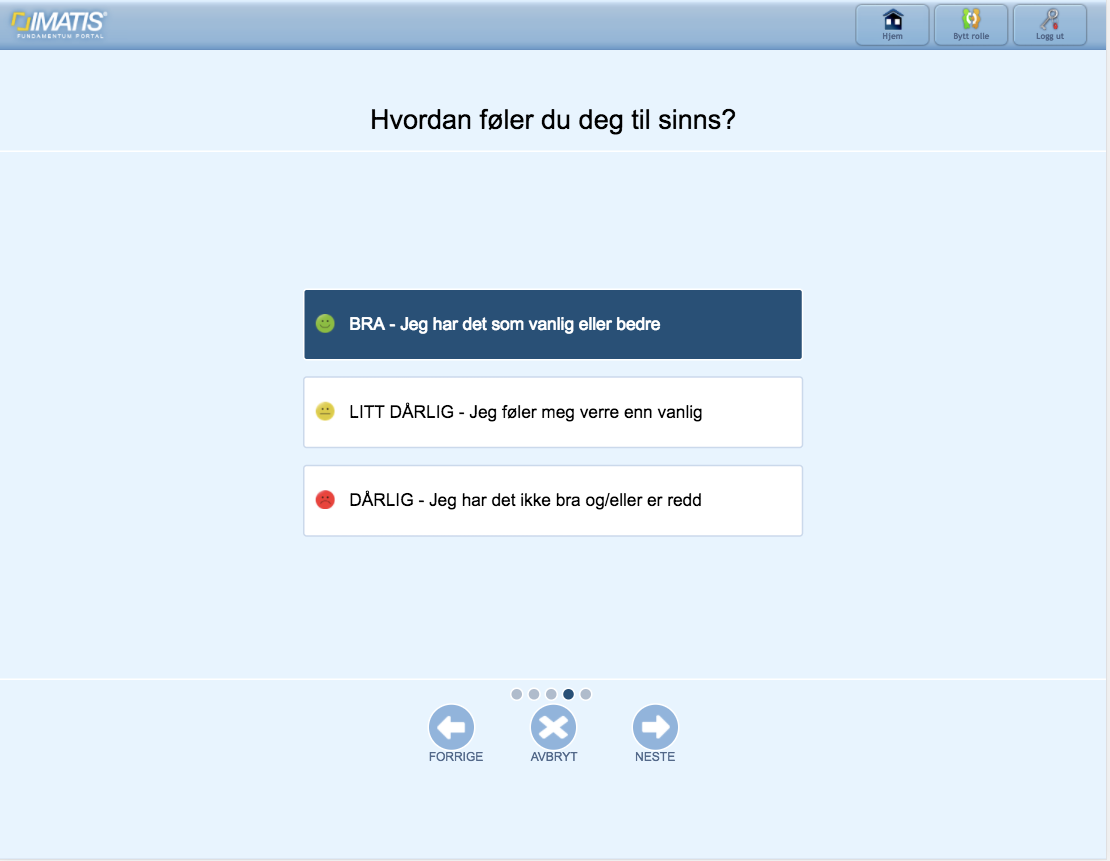 IMATIS
FUNDAMENTUM PORTAL
Hjem
Bytt rolle
Logg ut
Hvordan føler du deg til sinns?
BRA - Jeg har det som vanlig eller bedre
LITT DÅRLIG - Jeg føler meg verre enn vanlig
DÅRLIG - Jeg har det ikke bra og/eller er redd
FORRIGE
AVBRYT
NESTE